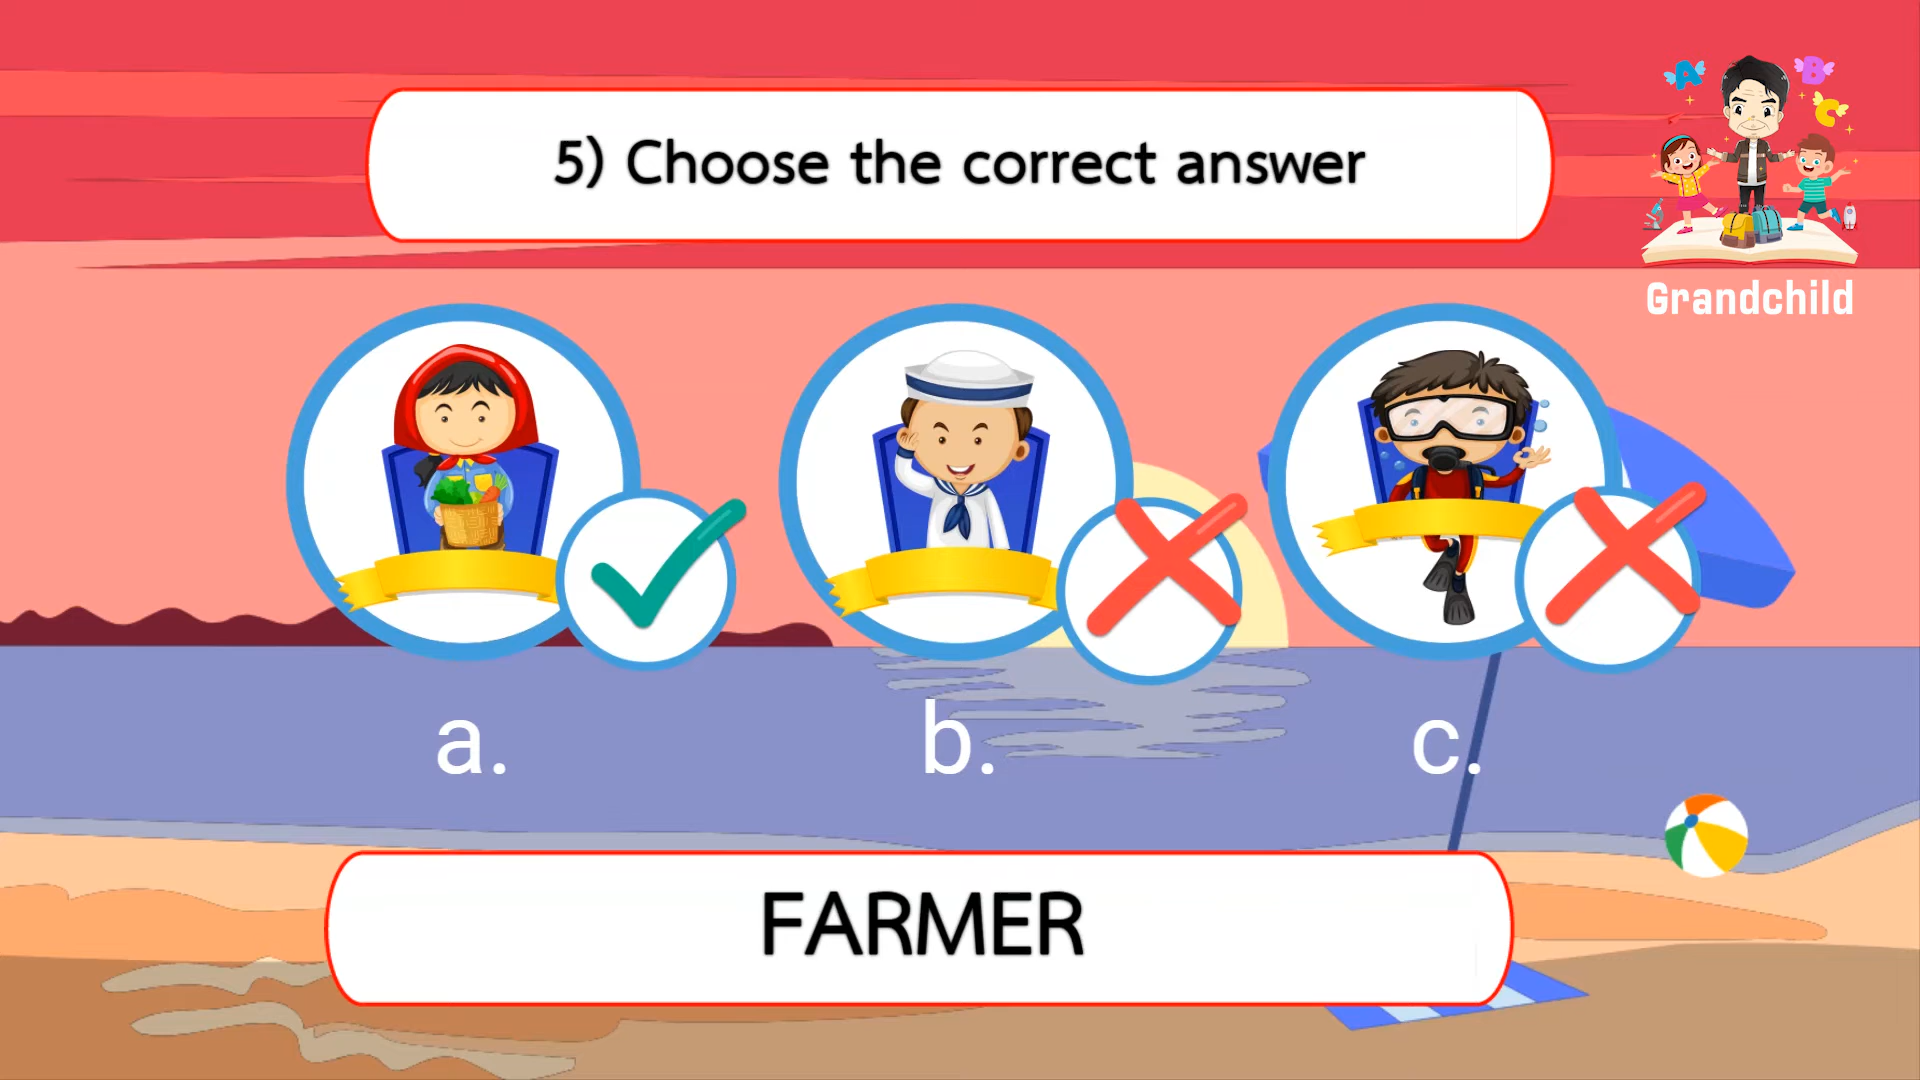 5) Choose the correct answer
A
B
C
Grandchild
a.
b.
c.
FARMER